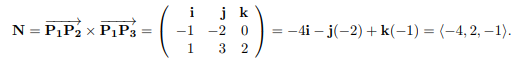 N = P₁P₂→ × P₁P₃→ = ( i j k −1 −2 0 1 3 2 ) = −4i − j(−2) + k(−1) = ⟨−4, 2, −1⟩.